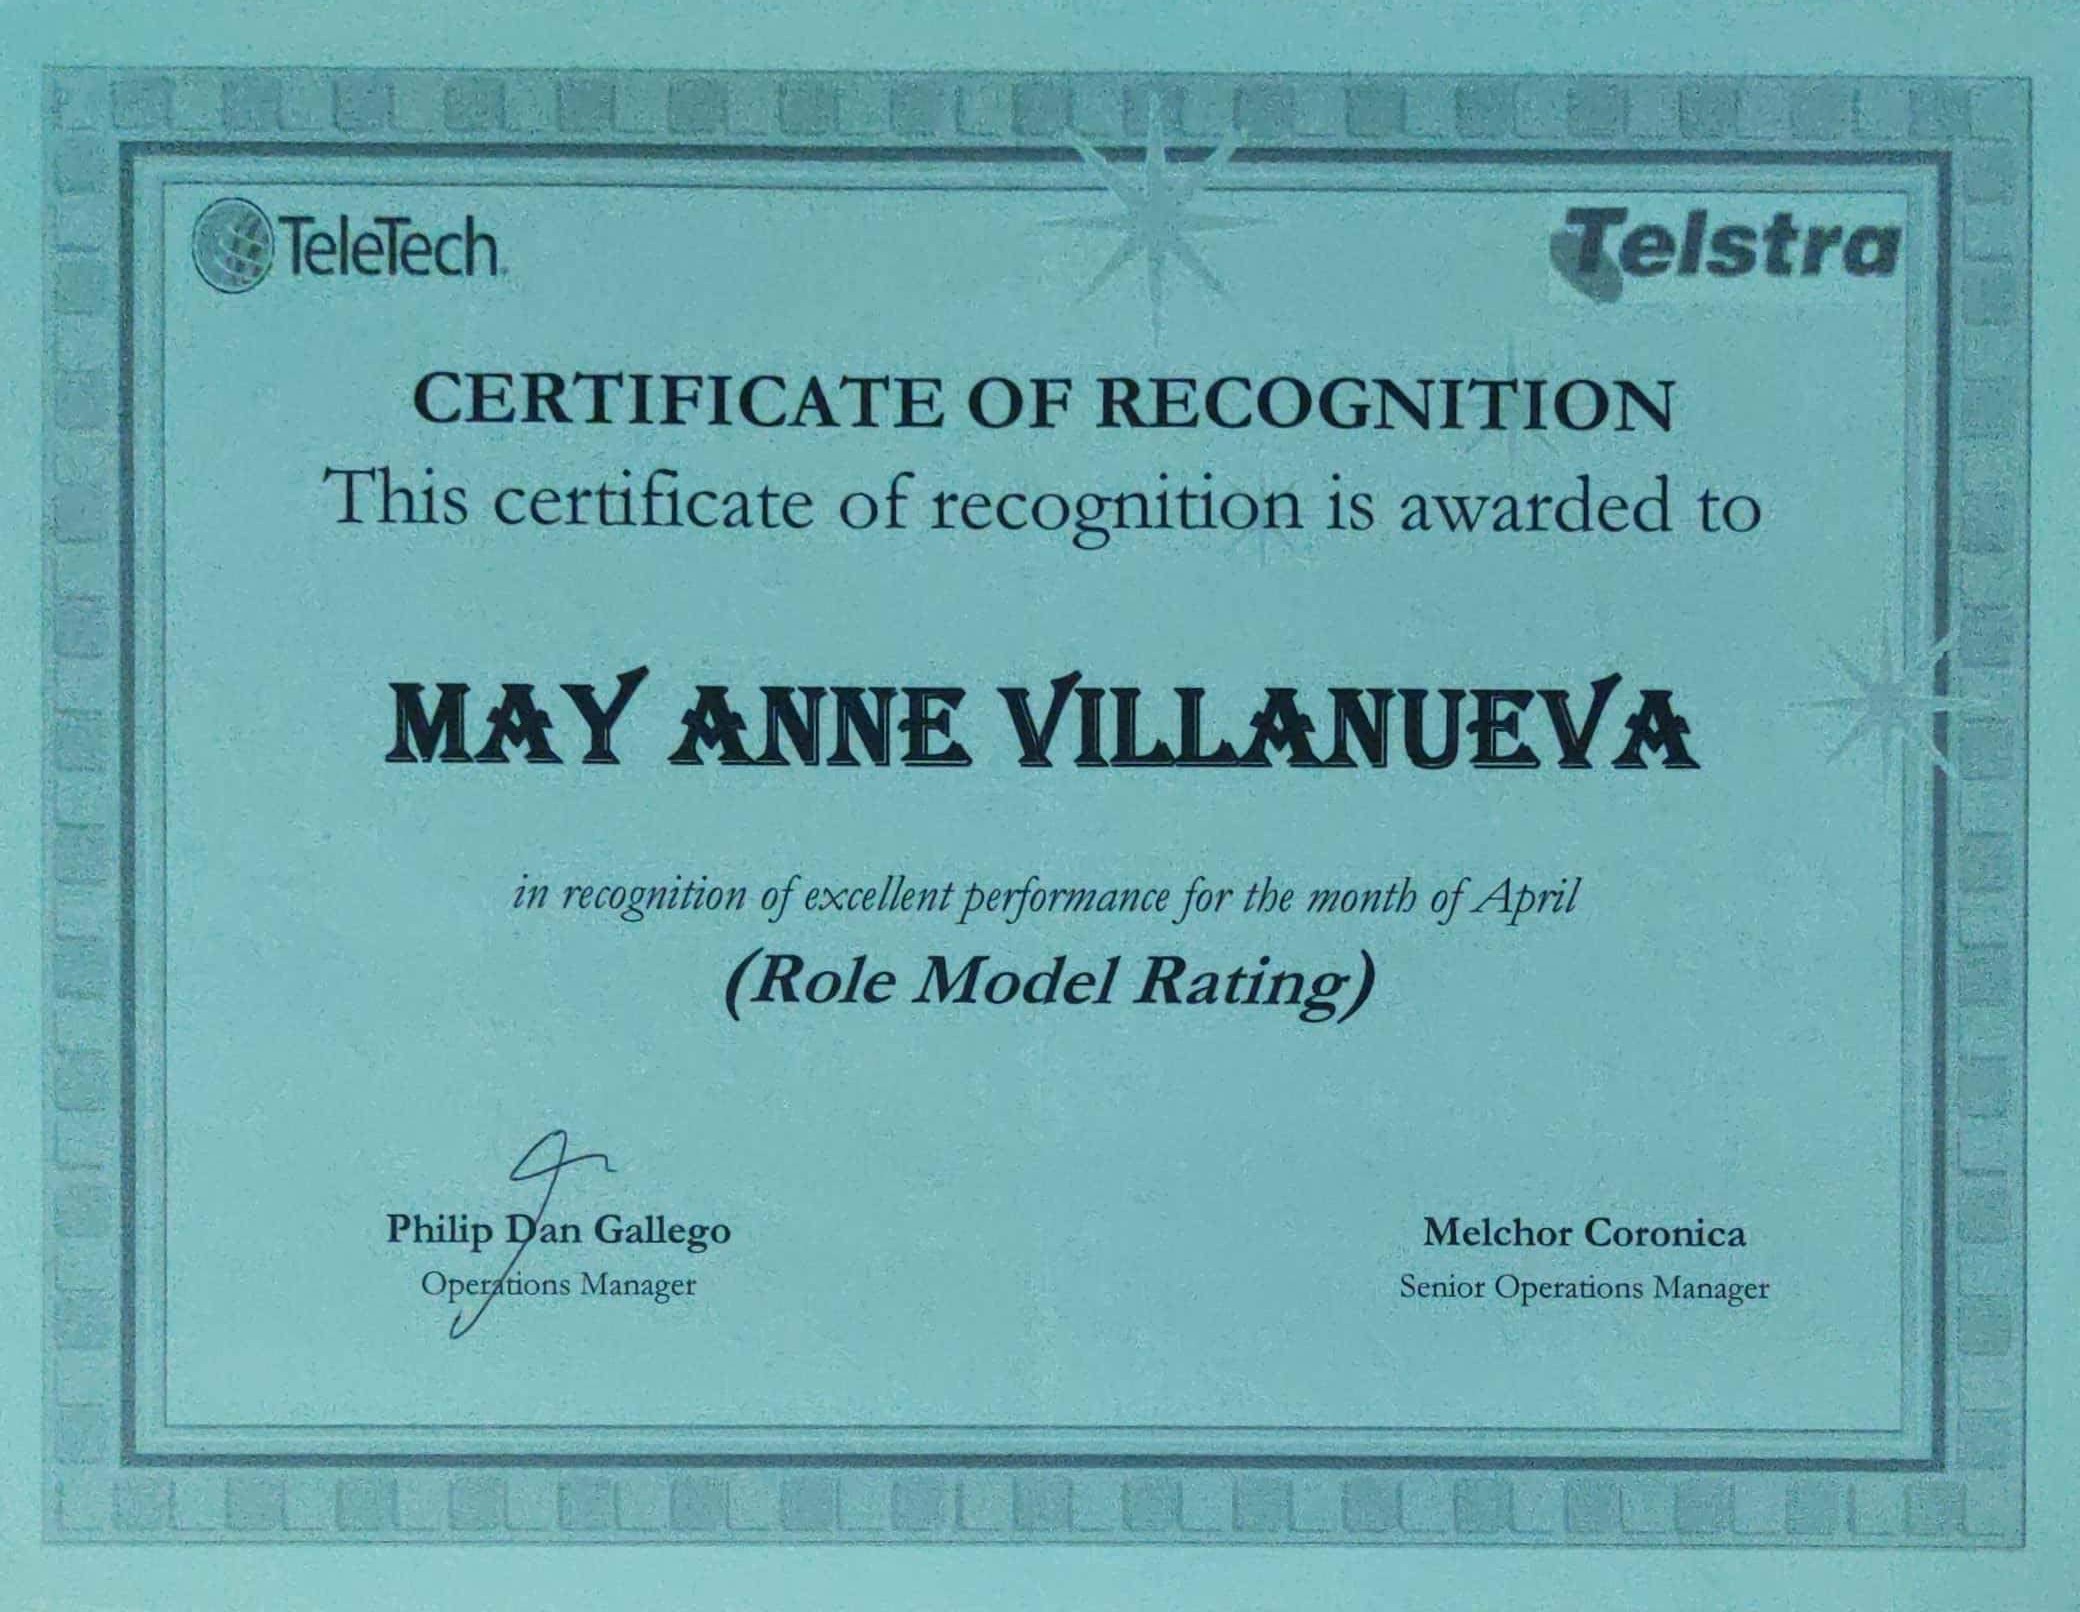 TeleTech
Telstra
CERTIFICATE OF RECOGNITION
This certificate of recognition is awarded to
MAY ANNE VILLANUEVA
in recognition of excellent performance for the month of April
(Role Model Rating)
Philip Dan Gallego
Operations Manager
Melchor Coronica
Senior Operations Manager